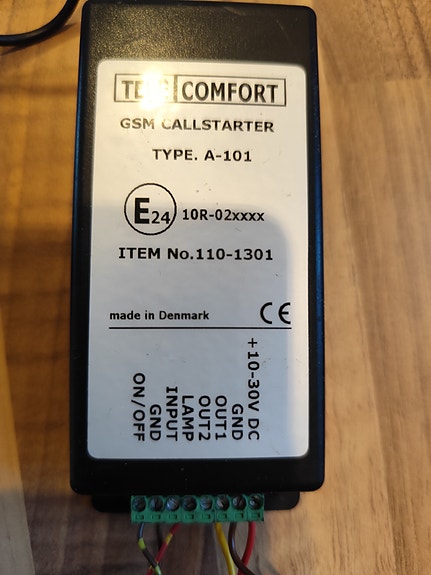 COMFORT
GSM CALLSTARTER
TYPE. A-101
E24 10R-02xxxx
ITEM No.110-1301
made in Denmark CE
ON/OFF
GND
INPUT
LAMP
OUT2
OUT1
GND
+10-30V DC